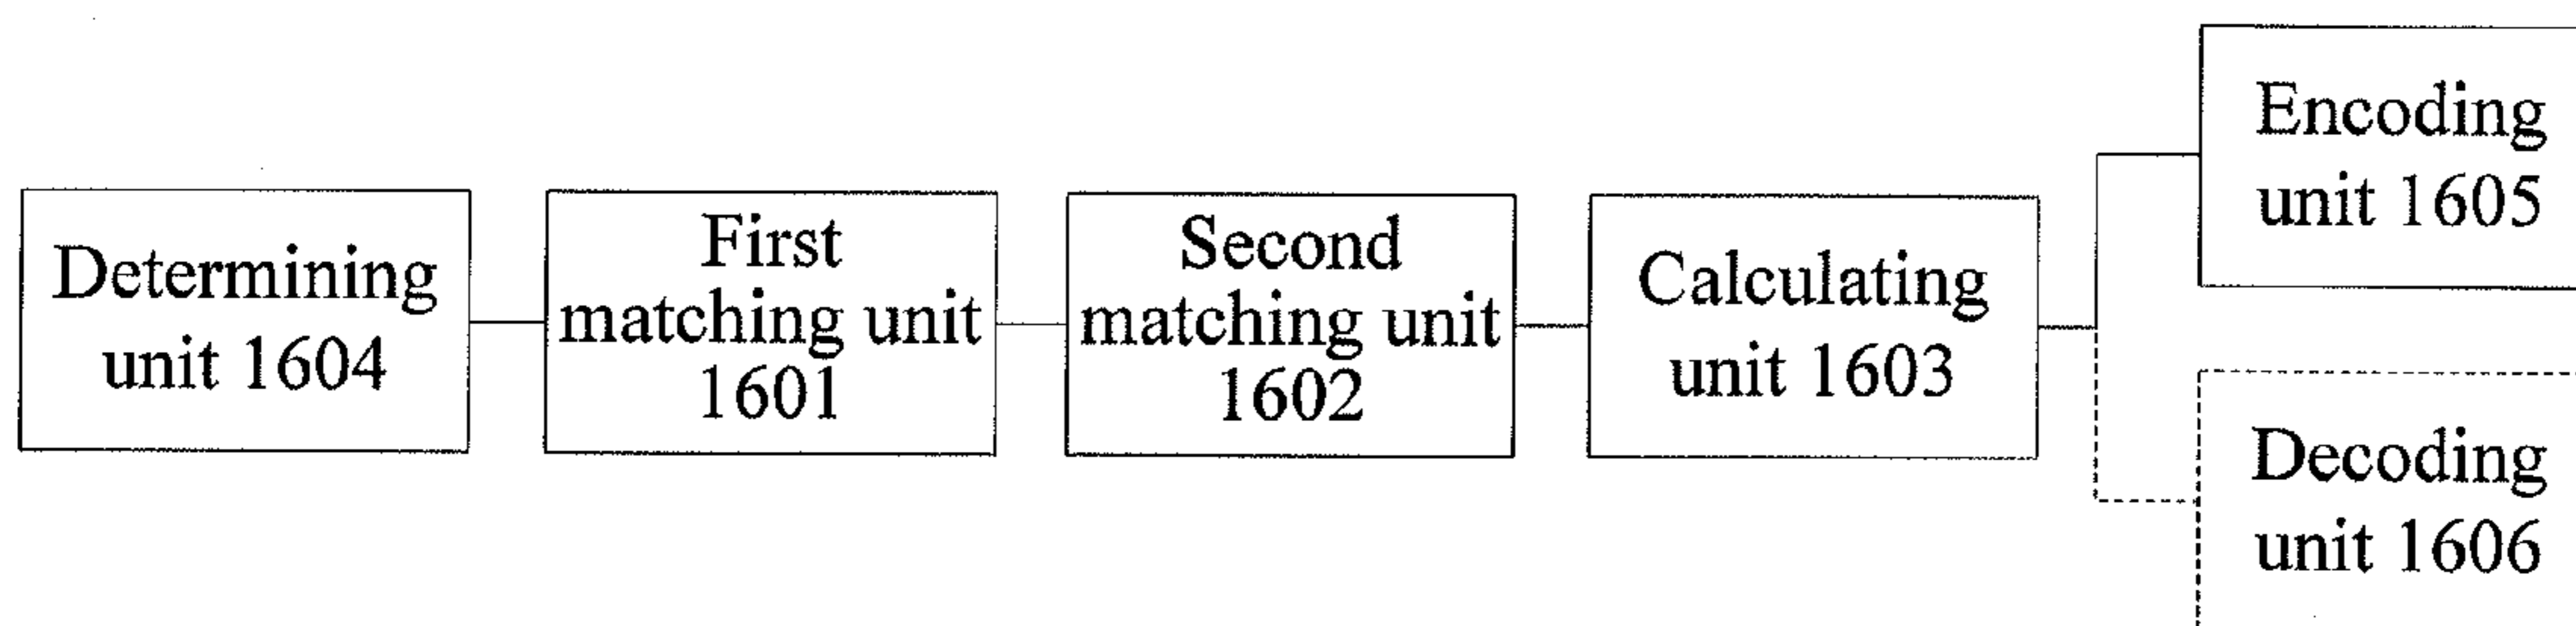 Determining
unit 1604
First
matching unit
1601
Second
matching unit
1602
Calculating
unit 1603
Encoding
unit 1605
Decoding
unit 1606